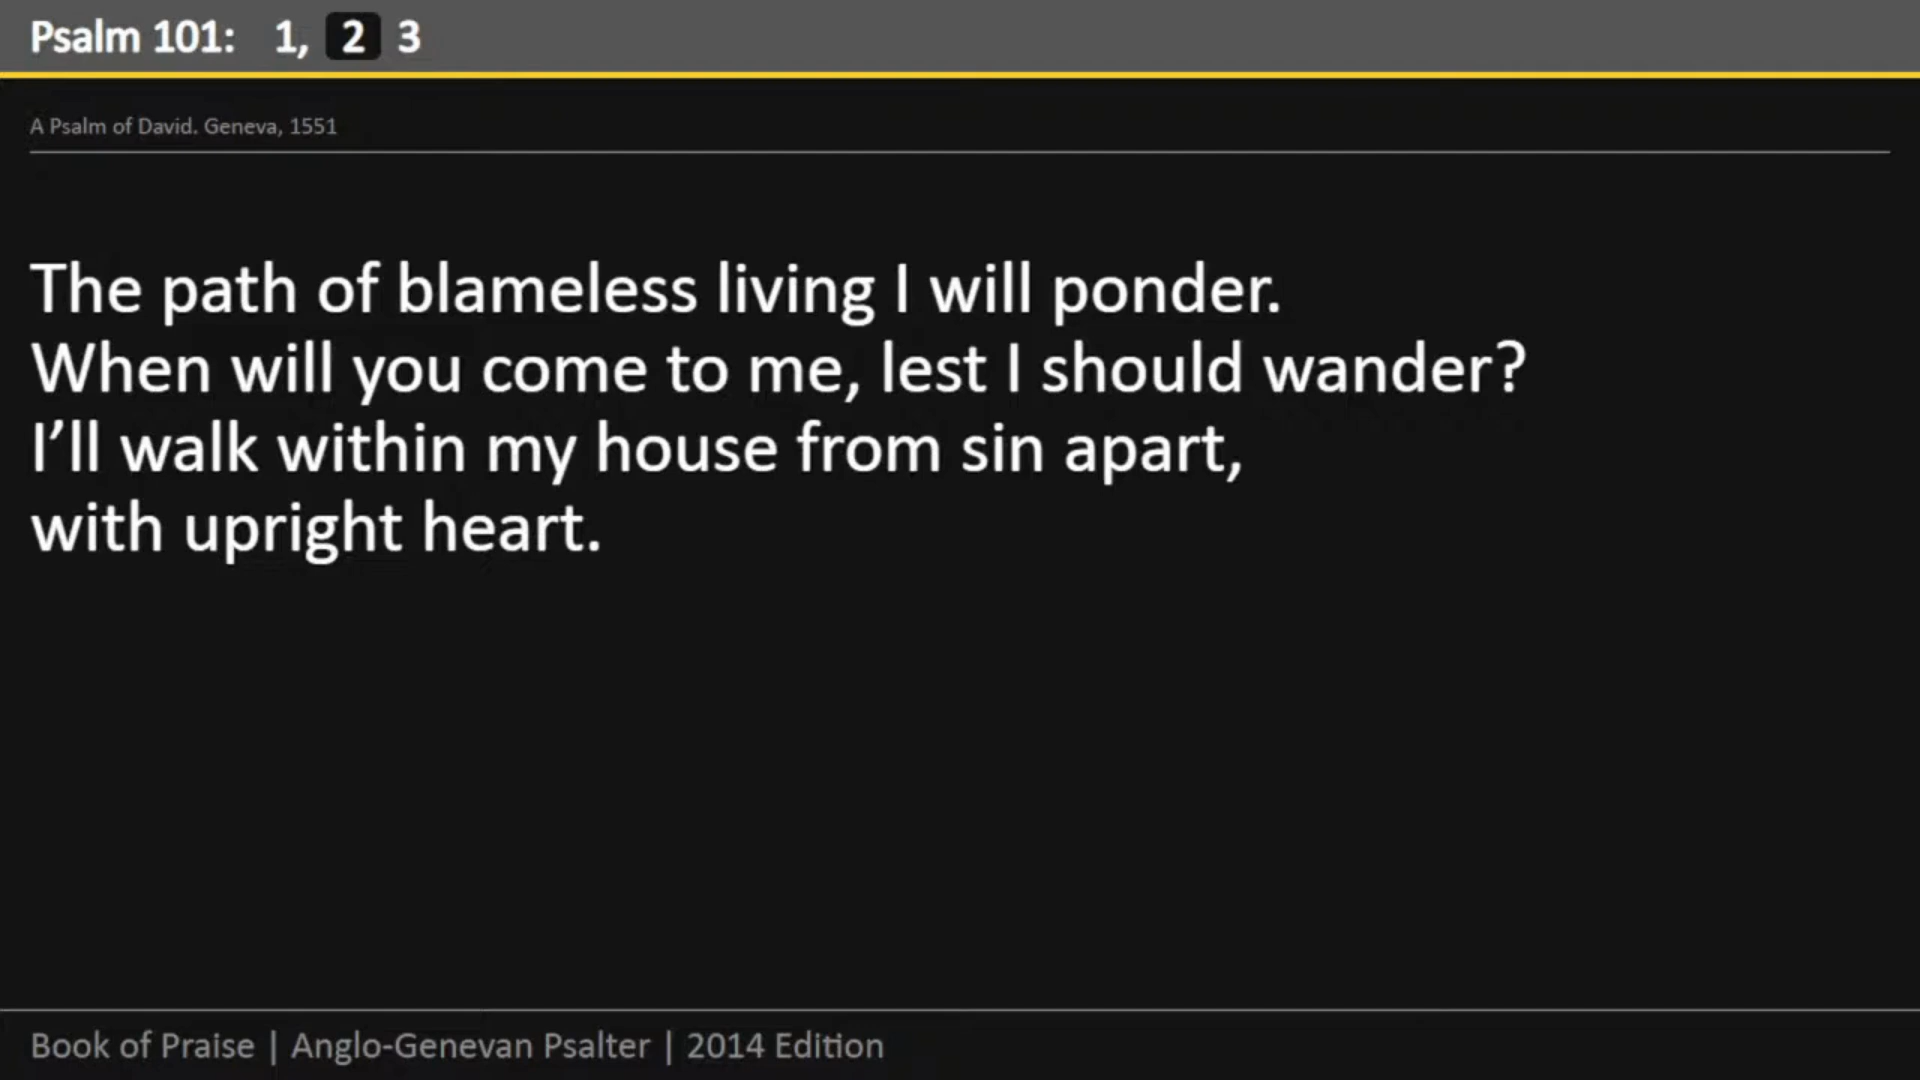 Psalm 101: 1, 2 3
A Psalm of David. Geneva, 1551
The path of blameless living I will ponder.
When will you come to me, lest I should wander?
I’ll walk within my house from sin apart,
with upright heart.
Book of Praise | Anglo-Genevan Psalter | 2014 Edition